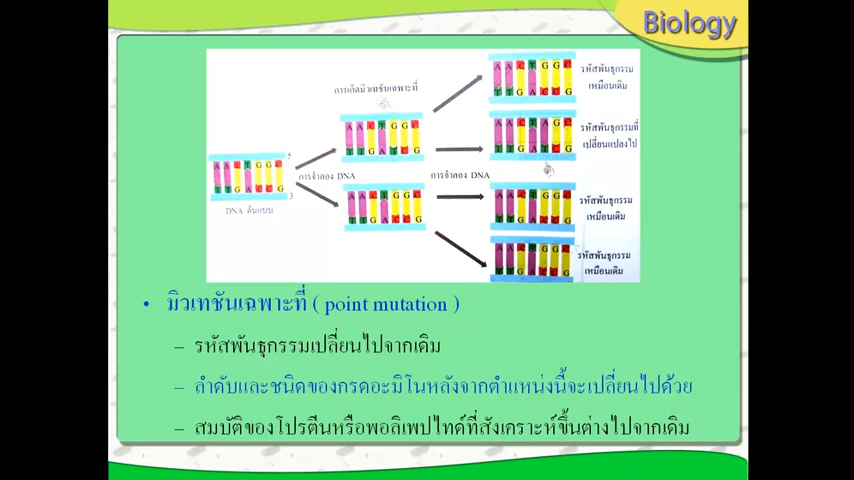 Biology
การเกิดมิวเทชันเฉพาะที่
A A C T G G C
T T G A C C G
5
3
DNA ต้นแบบ
การจำลอง DNA
A A C T G G C
T T G A T C G
A A C T G G C
T T G A C C G
การจำลอง DNA
A A C T G G C
T T G A C C G
รหัสพันธุกรรม
เหมือนเดิม
A A C T A G C
T T G A T C G
รหัสพันธุกรรมที่
เปลี่ยนแปลงไป
A A C T G G C
T T G A C C G
รหัสพันธุกรรม
เหมือนเดิม
A A C T G G C
T T G A C C G
รหัสพันธุกรรม
เหมือนเดิม
• มิวเทชันเฉพาะที่ ( point mutation )
– รหัสพันธุกรรมเปลี่ยนไปจากเดิม
– ลำดับและชนิดของกรดอะมิโนหลังจากตำแหน่งนี้จะเปลี่ยนไปด้วย
– สมบัติของโปรตีนหรือพอลิเพปไทด์ที่สังเคราะห์ขึ้นต่างไปจากเดิม